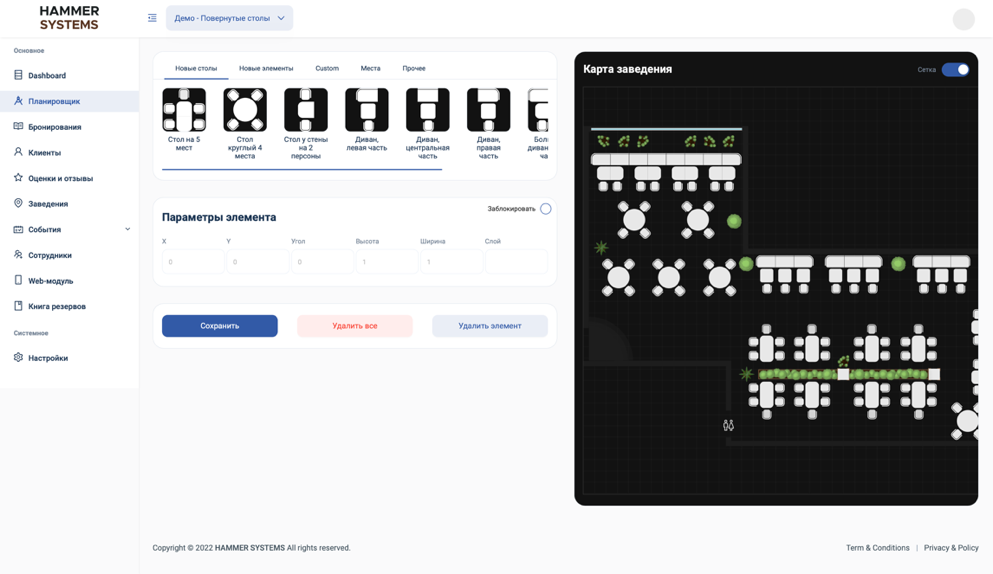 HAMMER
SYSTEMS
Демо - Повернутые столы
Основное
Dashboard
Планировщик
Бронирования
Клиенты
Оценки и отзывы
Заведения
События
Сотрудники
Web-модуль
Книга резервов
Системное
Настройки
Новые столы
Новые элементы
Custom
Места
Прочее
Стол на 5
мест
Стол
круглый 4
места
Стол у стены
на 2
персоны
Диван,
левая часть
Диван,
центральная
часть
Диван,
правая
часть
Бол
диван
ча
Заблокировать
Параметры элемента
X
Y
Угол
Высота
Ширина
Слой
0
0
0
1
1
Сохранить
Удалить все
Удалить элемент
Карта заведения
Сетка
Copyright © 2022 HAMMER SYSTEMS All rights reserved.
Term & Conditions | Privacy & Policy